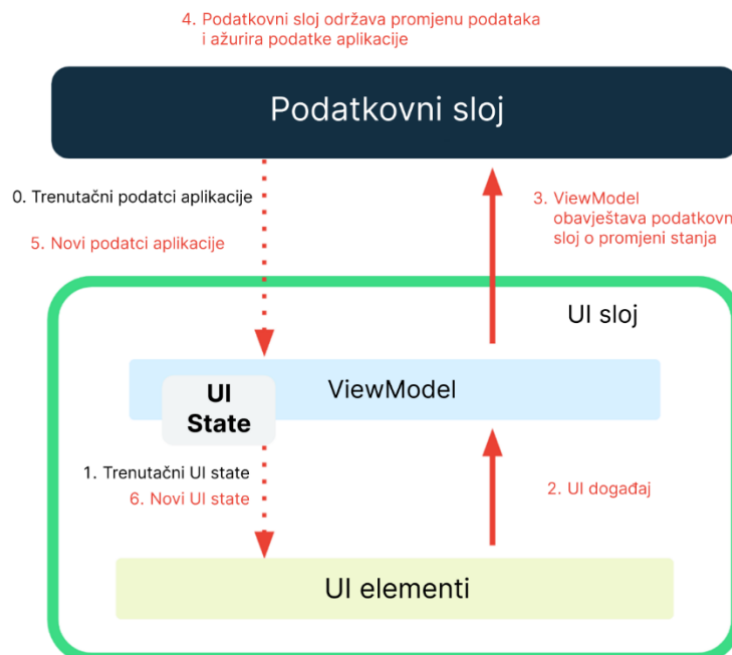 4. Podatkovni sloj održava promjenu podataka
i ažurira podatke aplikacije
Podatkovni sloj
0. Trenutačni podatci aplikacije
5. Novi podatci aplikacije
3. ViewModel
obavještava podatkovn
sloj o promjeni stanja
UI sloj
ViewModel
UI
State
1. Trenutačni UI state
6. Novi UI state
2. UI događaj
UI elementi